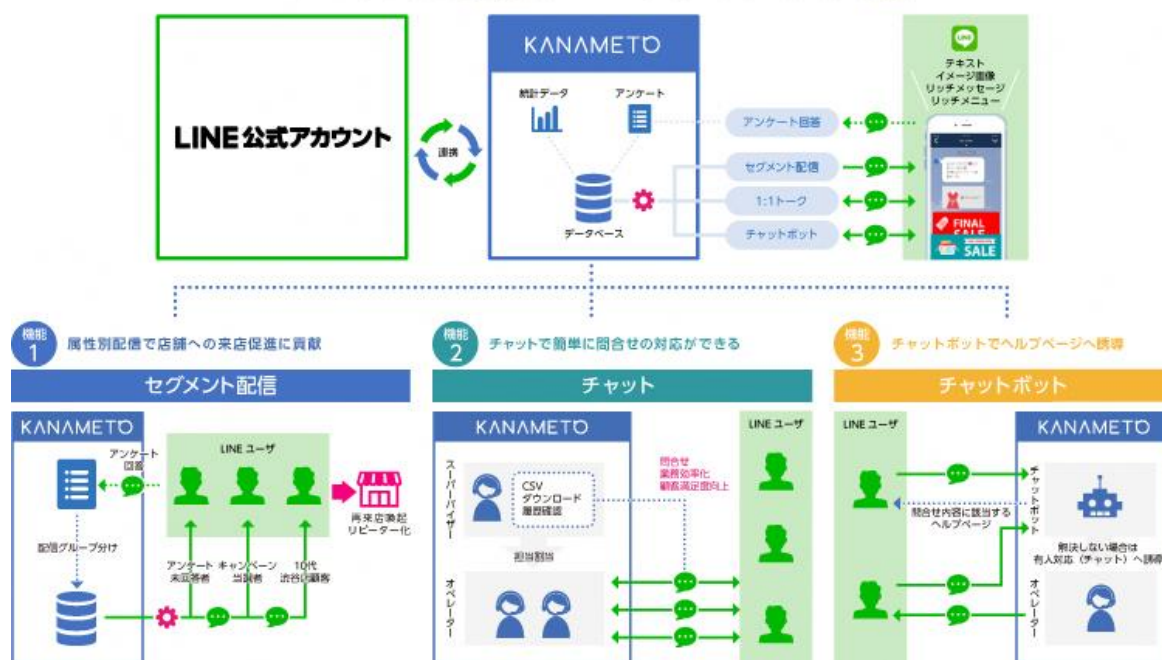 LINE公式アカウント
連携
KANAMETO
統計データ
アンケート
データベース
アンケート回答
セグメント配信
1:1トーク
チャットボット
LINE
テキスト
イメージ画像
リッチメッセージ
リッチメニュー
FINAL
SALE
SALE
機能
1
属性別配信で店舗への来店促進に貢献
セグメント配信
KANAMETO
アンケート
回答
LINE ユーザ
再来店喚起
リピーター化
配信グループ分け
アンケート
未回答者
キャンペーン
当選者
10代
渋谷店顧客
機能
2
チャットで簡単に問合せの対応ができる
チャット
KANAMETO
LINE ユーザ
スーパーバイザー
CSV
ダウンロード
履歴確認
問合せ
業務効率化
顧客満足度向上
担当割当
オペレーター
機能
3
チャットボットでヘルプページへ誘導
チャットボット
LINE ユーザ
KANAMETO
チャットボット
問合せ内容に該当する
ヘルプページ
解決しない場合は
有人対応(チャット)へ誘導
オペレーター